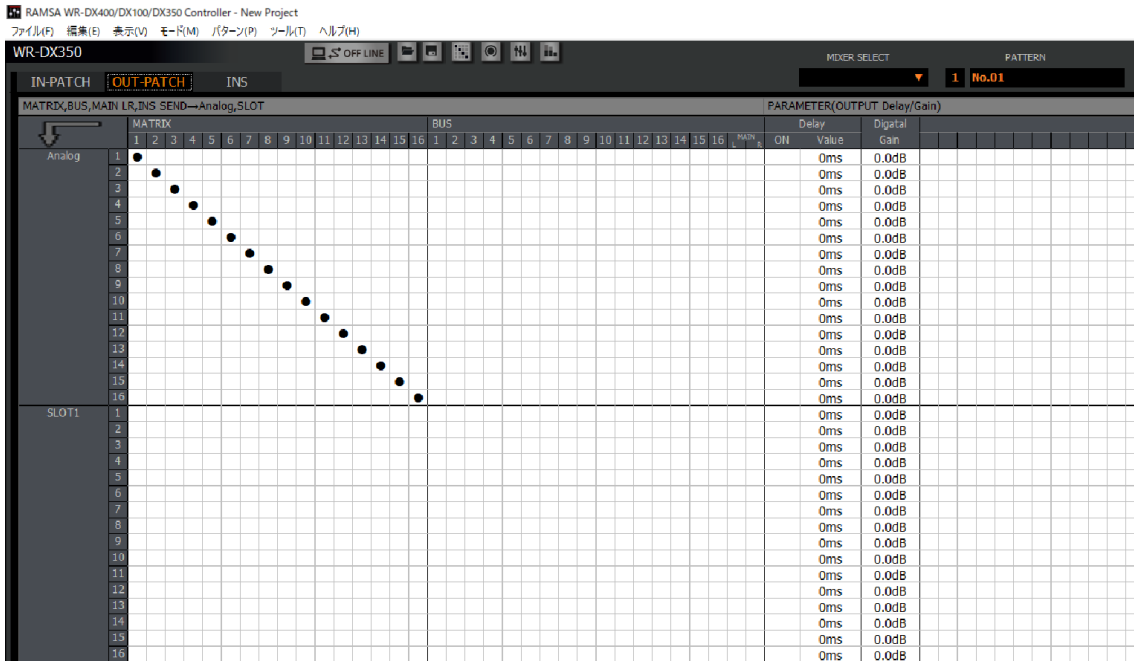 RAMSA WR-DX400/DX100/DX350 Controller - New Project
ファイル(F) 編集(E) 表示(V) モード(M) パターン(P) ツール(T) ヘルプ(H)
WR-DX350 OFF LINE MIXER SELECT PATTERN
IN-PATCH OUT-PATCH INS 1 No.01
MATRIX,BUS,MAIN LR,INS SEND→Analog,SLOT PARAMETER(OUTPUT Delay/Gain)
MATRIX BUS Delay Digatal
1 2 3 4 5 6 7 8 9 10 11 12 13 14 15 16 1 2 3 4 5 6 7 8 9 10 11 12 13 14 15 16 L MAIN R ON Value Gain
Analog 1 0ms 0.0dB
2 0ms 0.0dB
3 0ms 0.0dB
4 0ms 0.0dB
5 0ms 0.0dB
6 0ms 0.0dB
7 0ms 0.0dB
8 0ms 0.0dB
9 0ms 0.0dB
10 0ms 0.0dB
11 0ms 0.0dB
12 0ms 0.0dB
13 0ms 0.0dB
14 0ms 0.0dB
15 0ms 0.0dB
16 0ms 0.0dB
SLOT1 1 0ms 0.0dB
2 0ms 0.0dB
3 0ms 0.0dB
4 0ms 0.0dB
5 0ms 0.0dB
6 0ms 0.0dB
7 0ms 0.0dB
8 0ms 0.0dB
9 0ms 0.0dB
10 0ms 0.0dB
11 0ms 0.0dB
12 0ms 0.0dB
13 0ms 0.0dB
14 0ms 0.0dB
15 0ms 0.0dB
16 0ms 0.0dB